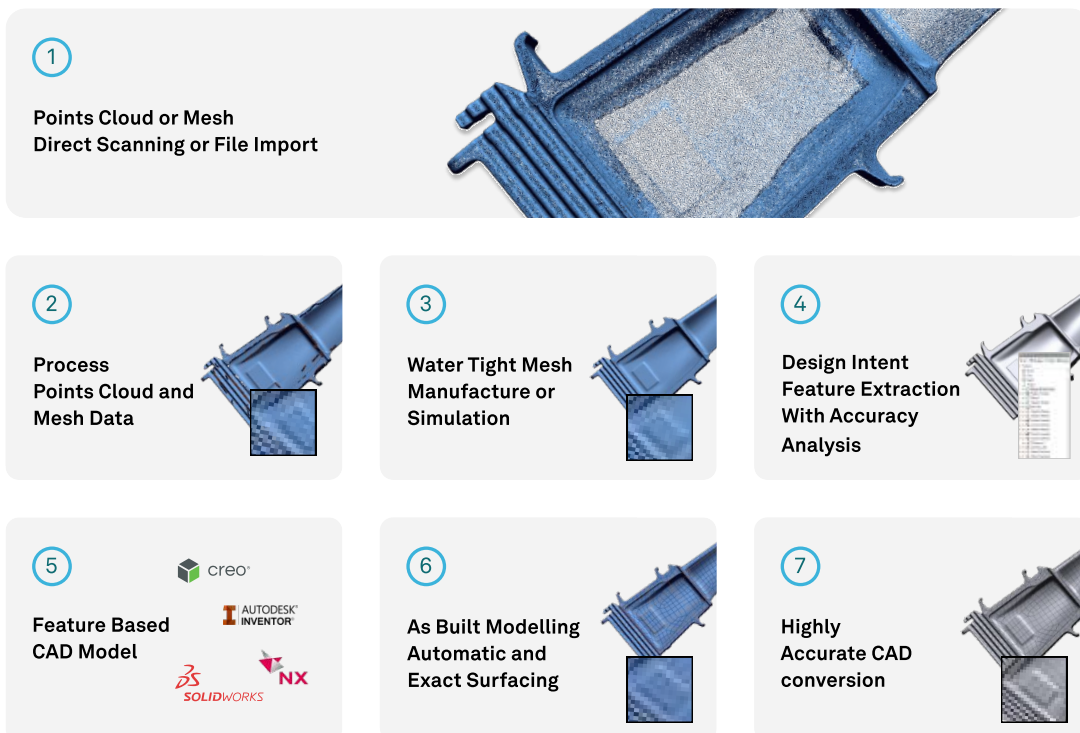 1
Points Cloud or Mesh
Direct Scanning or File Import
2
Process
Points Cloud and
Mesh Data
3
Water Tight Mesh
Manufacture or
Simulation
4
Design Intent
Feature Extraction
With Accuracy
Analysis
5
Feature Based
CAD Model
creo®
AUTODESK®
INVENTOR®
NX
SOLIDWORKS
6
As Built Modelling
Automatic and
Exact Surfacing
7
Highly
Accurate CAD
conversion